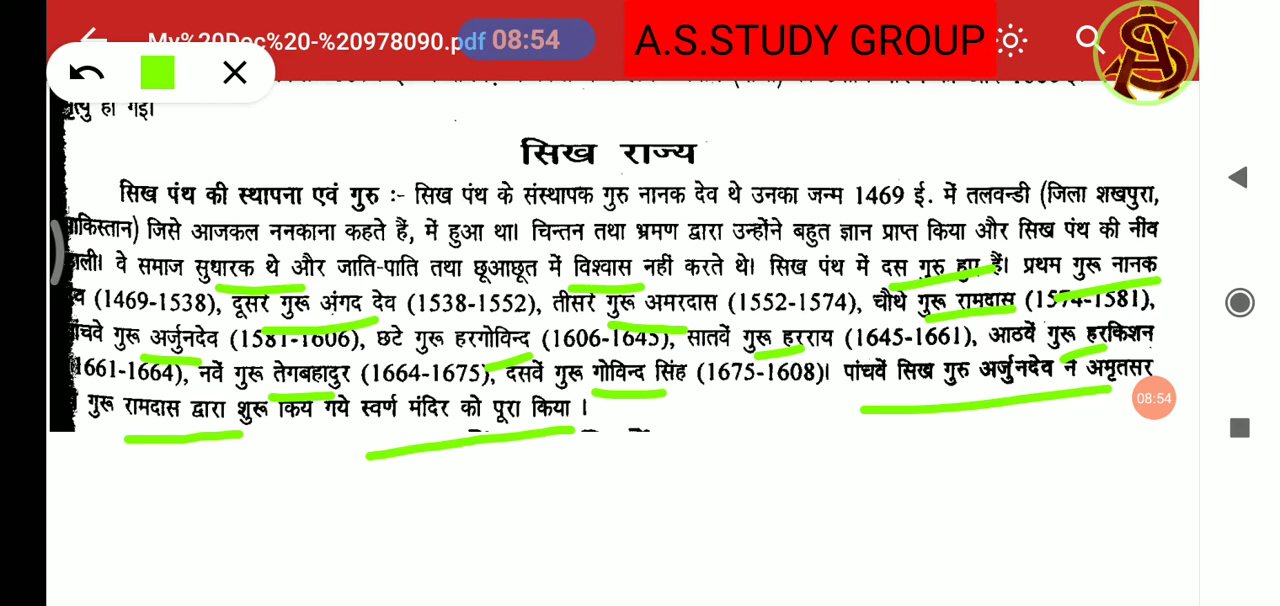 My%20Doc%20-%20978090.pdf 08:54 A.S.STUDY GROUP
हो गई।
सिख राज्य
सिख पंथ की स्थापना एवं गुरु :- सिख पंथ के संस्थापक गुरु नानक देव थे उनका जन्म 1469 ई. में तलवन्डी (जिला शखपुरा,
पाकिस्तान) जिसे आजकल ननकाना कहते हैं, में हुआ था। चिन्तन तथा भ्रमण द्वारा उन्होंने बहुत ज्ञान प्राप्त किया और सिख पंथ की नींव
डाली। वे समाज सुधारक थे और जाति-पाति तथा छूआछूत में विश्वास नहीं करते थे। सिख पंथ में दस गुरु हुए हैं। प्रथम गुरू नानक
देव (1469-1538), दूसरे गुरू अंगद देव (1538-1552), तीसरे गुरू अमरदास (1552-1574), चौथे गुरू रामदास (1574-1581),
पांचवे गुरू अर्जुनदेव (1581-1606), छटे गुरू हरगोविन्द (1606-1645), सातवें गुरू हरराय (1645-1661), आठवें गुरू हरकिशन
1661-1664), नवें गुरू तेगबहादुर (1664-1675), दसवें गुरू गोविन्द सिंह (1675-1608)। पांचवें सिख गुरु अर्जुनदेव ने अमृतसर
गुरू रामदास द्वारा शुरू किये गये स्वर्ण मंदिर को पूरा किया ।
08:54